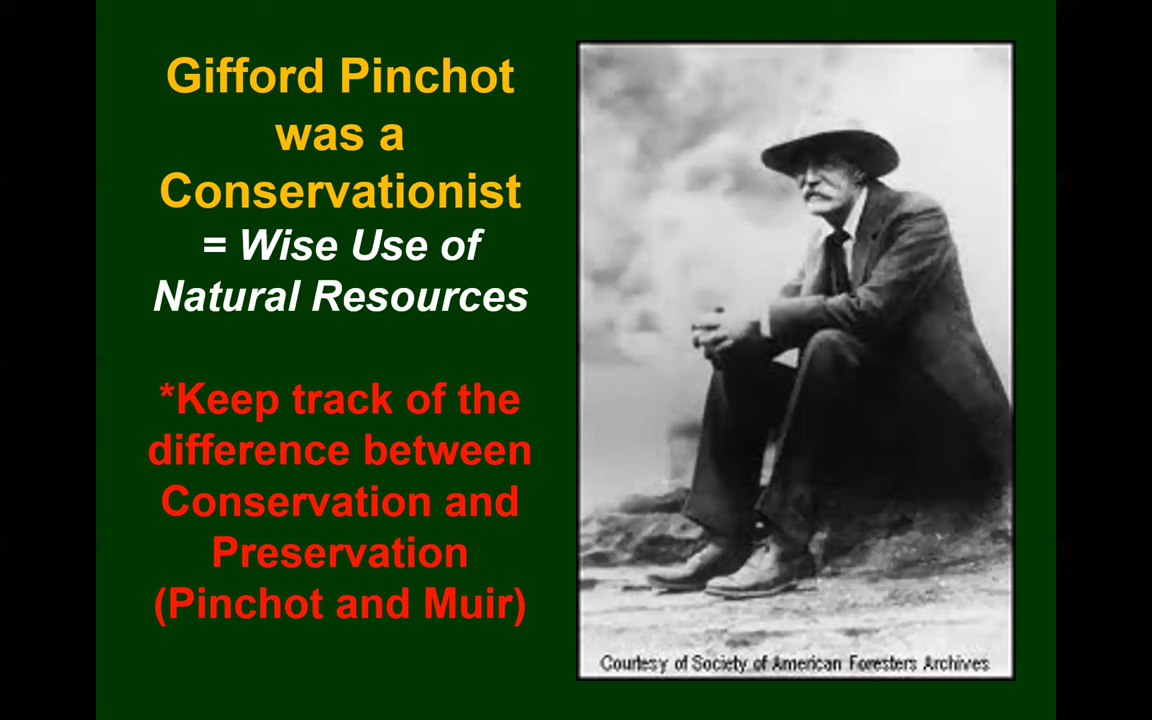 Gifford Pinchot
was a
Conservationist
= Wise Use of
Natural Resources
*Keep track of the
difference between
Conservation and
Preservation
(Pinchot and Muir)
Courtesy of Society of American Foresters Archives